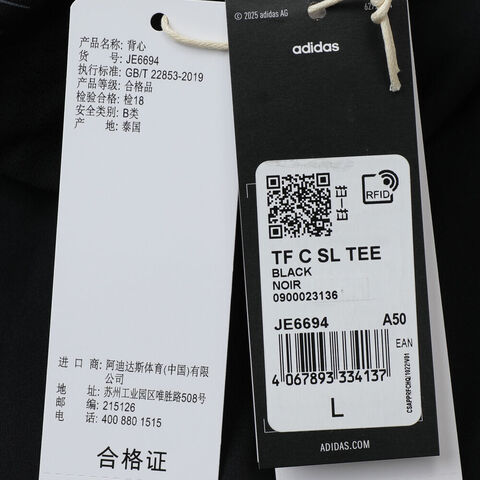 产品名称: 背心
货 号: JE6694
执行标准: GB/T 22853-2019
产品等级: 合格品
检验合格: 检18
安全类别: B类
产 地: 泰国
进 口 商: 阿迪达斯体育(中国)有限
公司
地 址: 苏州工业园区唯胜路508号
邮 编: 215126
电 话: 400 880 1515
合格证
© 2025 adidas AG
adidas
RFID
TF C SL TEE
BLACK
NOIR
0900023136
JE6694 A50
EAN
4 067893 334137
L
ADIDAS.COM